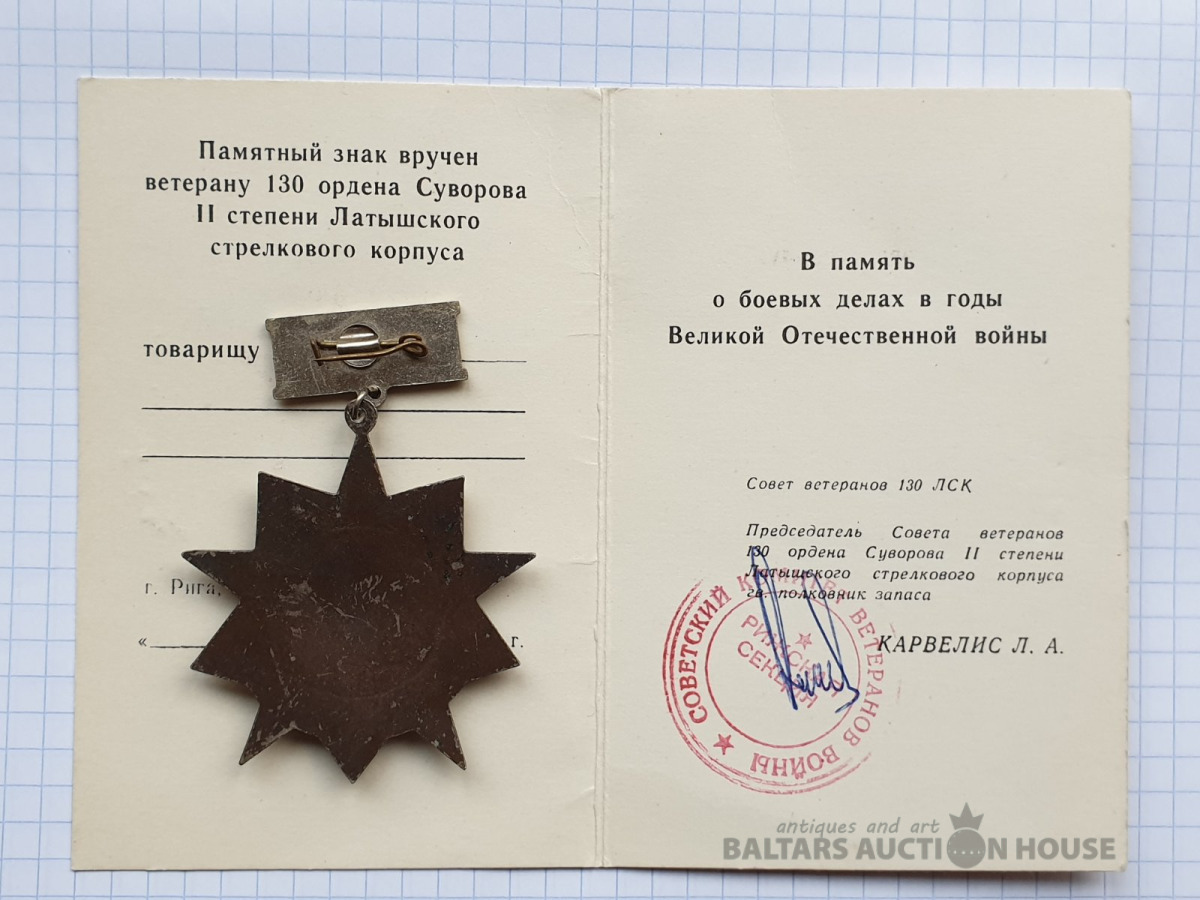 Памятный знак вручен
ветерану 130 ордена Суворова
II степени Латышского
стрелкового корпуса
товарищу
г. Рига,
«
г.
В память
о боевых делах в годы
Великой Отечественной войны
Совет ветеранов 130 ЛСК
Председатель Совета ветеранов
130 ордена Суворова II степени
Латышского стрелкового корпуса
гв. полковник запаса
КАРВЕЛИС Л. А.
СОВЕТСКИЙ КОМИТЕТ ВЕТЕРАНОВ ВОЙНЫ
РИЖСКАЯ
СЕКЦИЯ
antiques and art
BALTARS AUCTION HOUSE